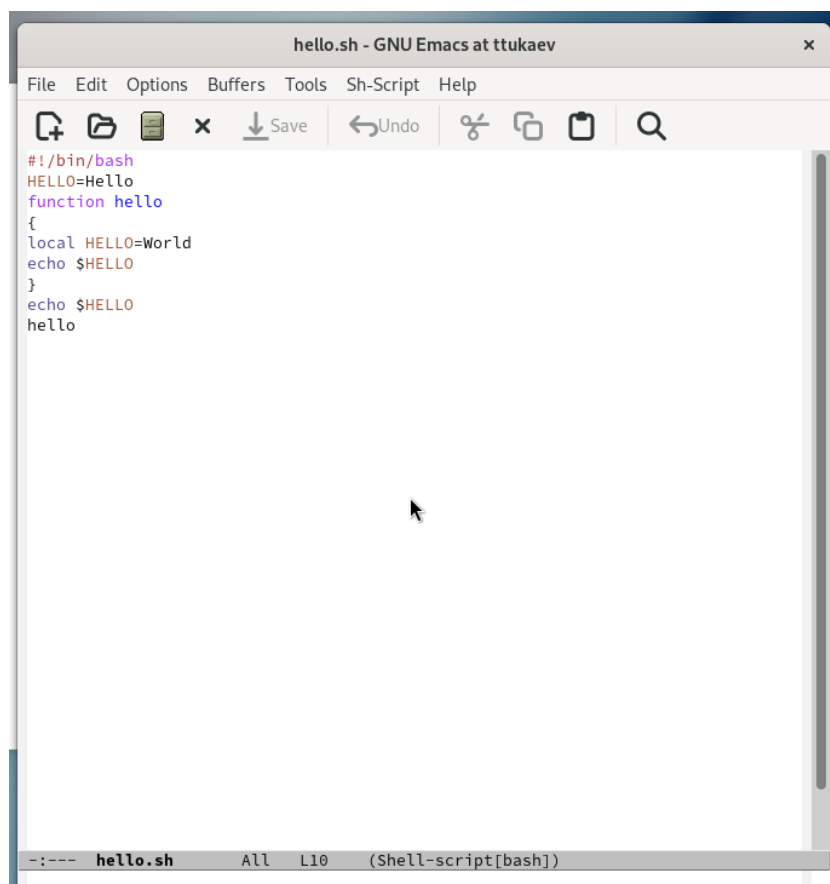 hello.sh - GNU Emacs at ttukaev ×
File Edit Options Buffers Tools Sh-Script Help
Save Undo
#!/bin/bash
HELLO=Hello
function hello
{
local HELLO=World
echo $HELLO
}
echo $HELLO
hello
-:--- hello.sh All L10 (Shell-script[bash])